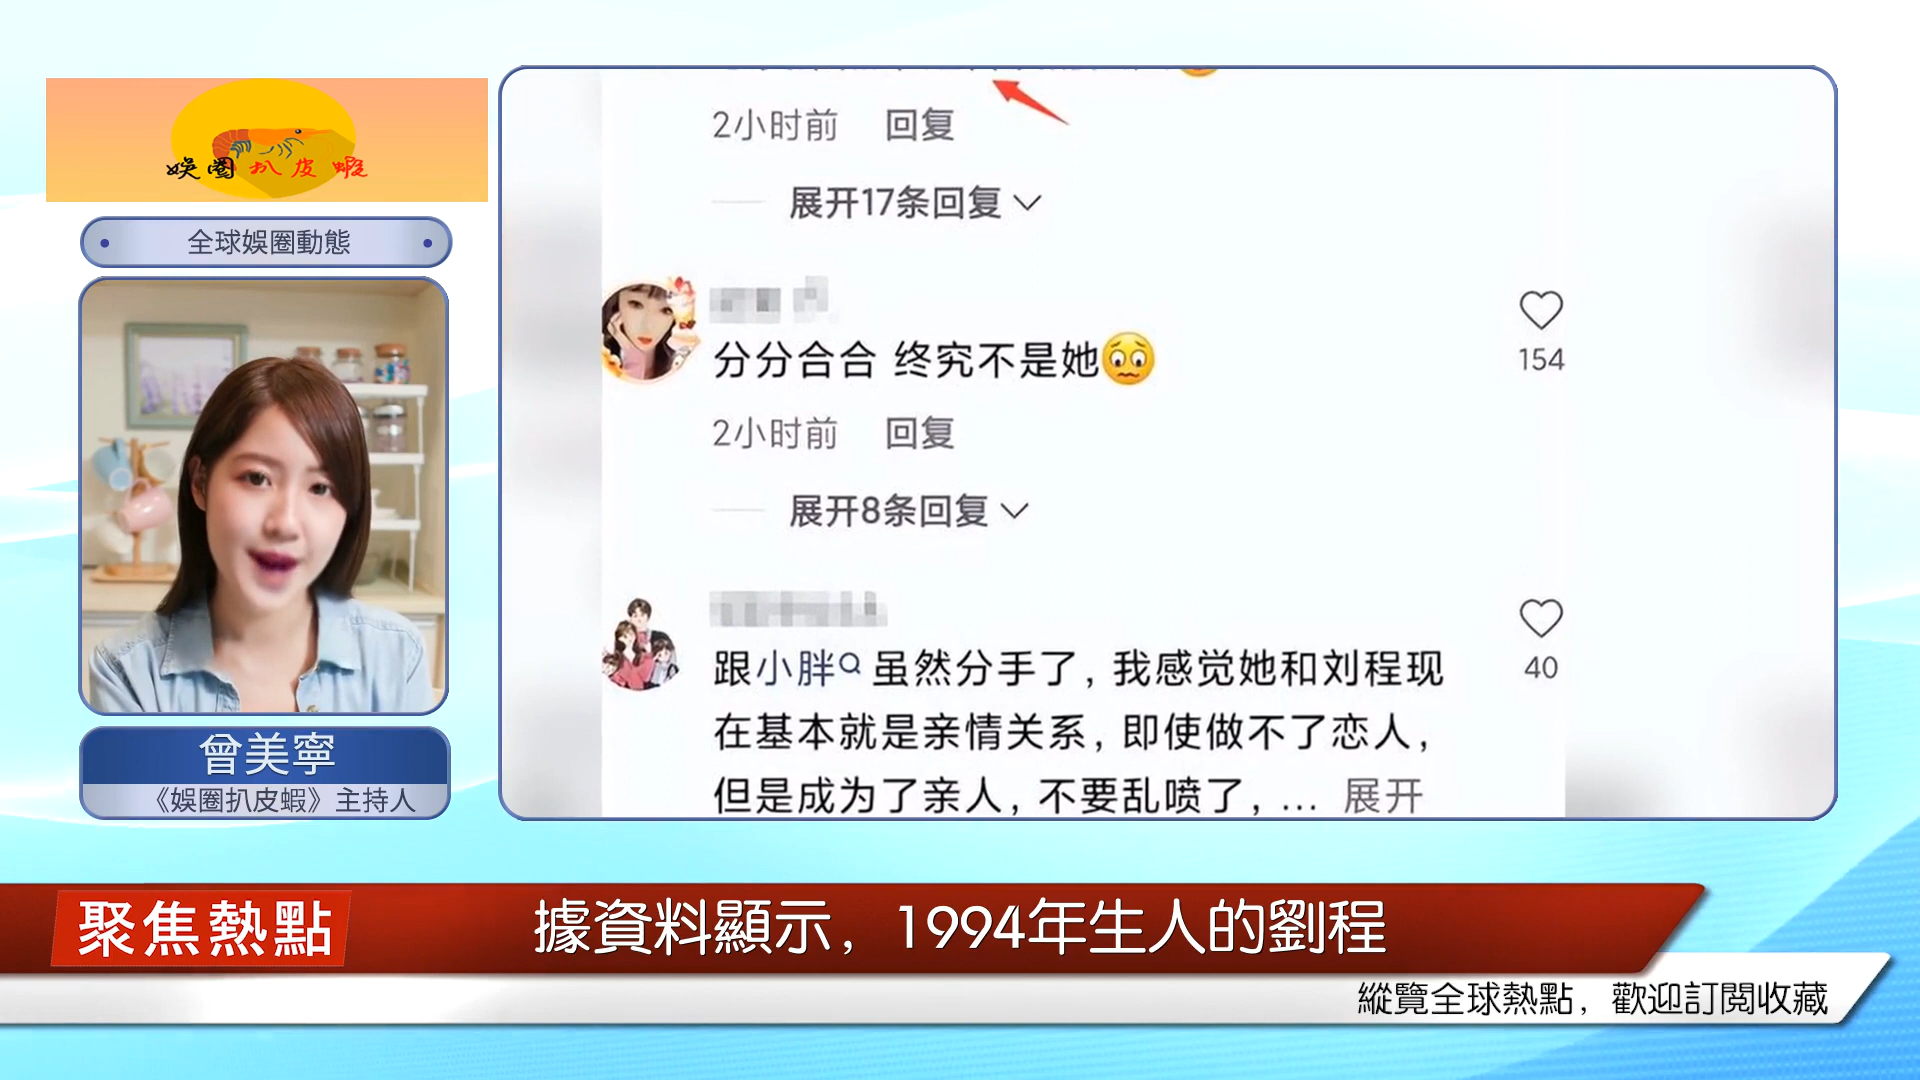 娛圈扒皮蝦
全球娛圈動態
曾美寧
《娛圈扒皮蝦》主持人
2小时前 回复
展开17条回复
分分合合 终究不是她
154
2小时前 回复
展开8条回复
跟小胖 虽然分手了，我感觉她和刘程现
40
在基本就是亲情关系，即使做不了恋人，
但是成为了亲人，不要乱喷了，... 展开
聚焦熱點
據資料顯示，1994年生人的劉程
縱覽全球熱點，歡迎訂閱收藏